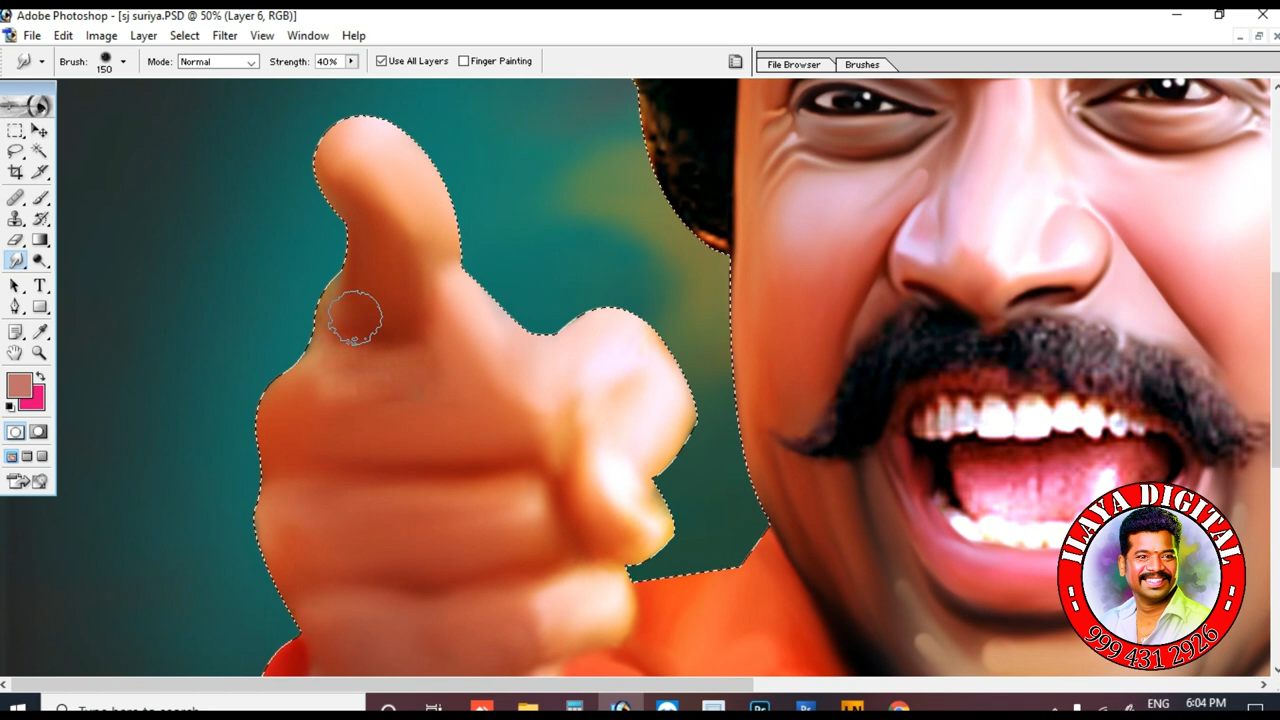 Adobe Photoshop - [sj suriya.PSD @ 50% (Layer 6, RGB)]
File Edit Image Layer Select Filter View Window Help
Brush: 150 Mode: Normal Strength: 40% Use All Layers Finger Painting File Browser Brushes
ILAYA DIGITAL
999 431 2926
ENG 6:04 PM